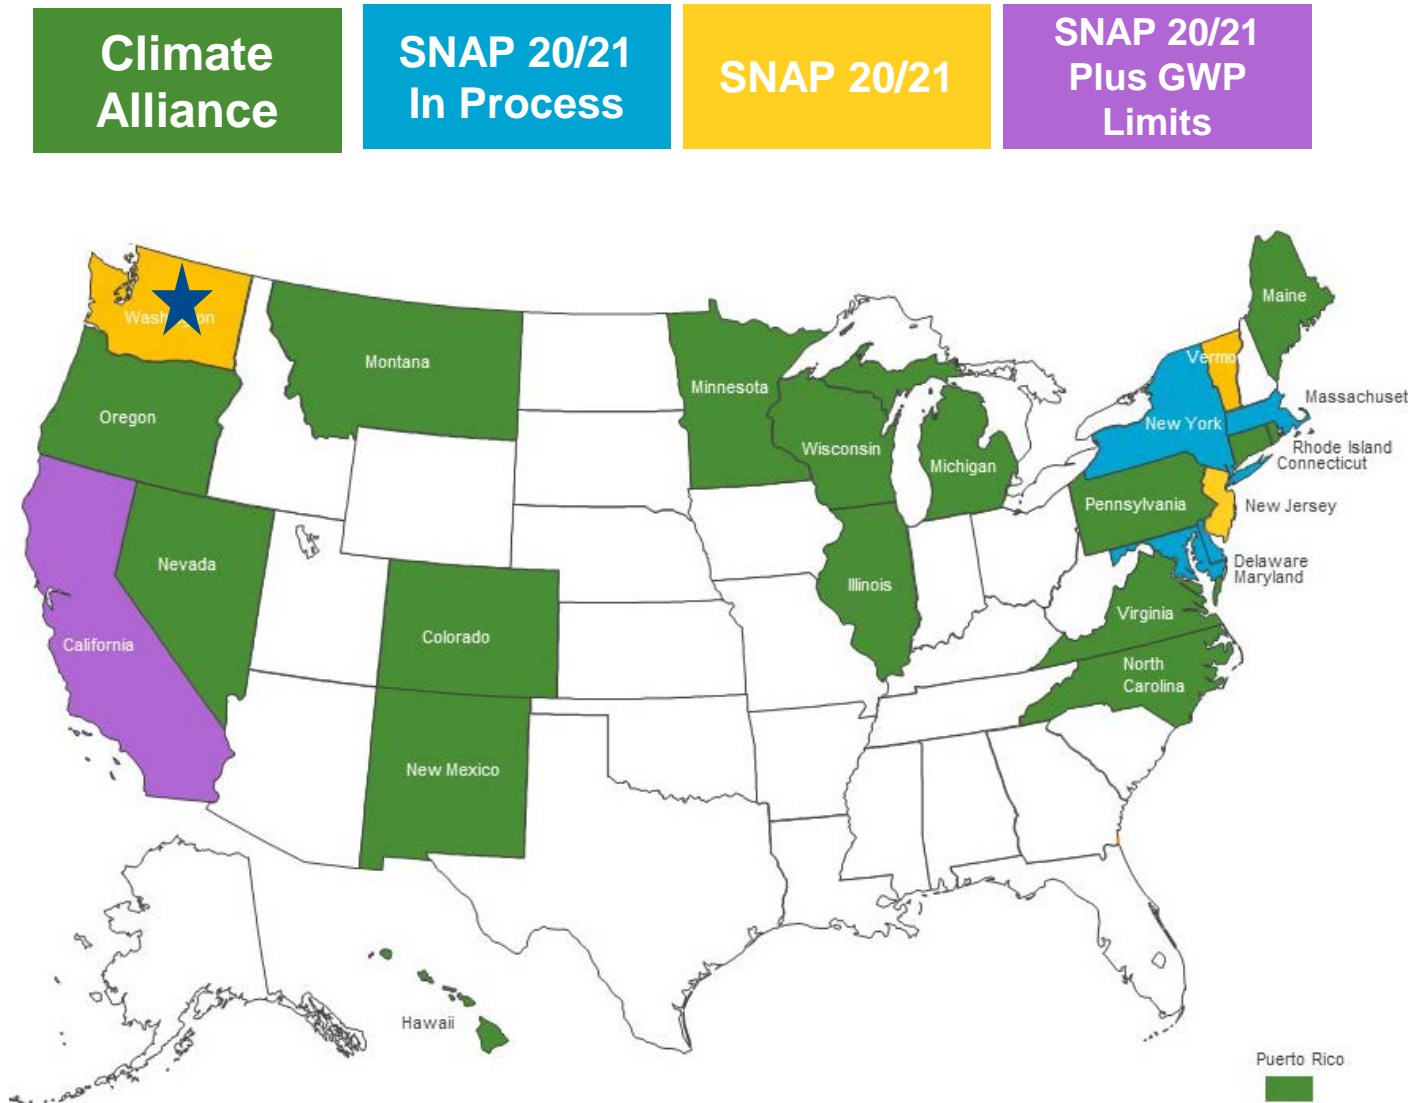 Climate
Alliance
SNAP 20/21
In Process
SNAP 20/21
SNAP 20/21
Plus GWP
Limits
Maine
Montana
Vermo
Minnesota
Massachuset
Oregon
New York
Wisconsin
Rhode Island
Michigan
Connecticut
Pennsylvania
New Jersey
Nevada
Delaware
Maryland
Illinois
Virginia
Colorado
California
North
Carolina
New Mexico
Hawaii
Puerto Rico